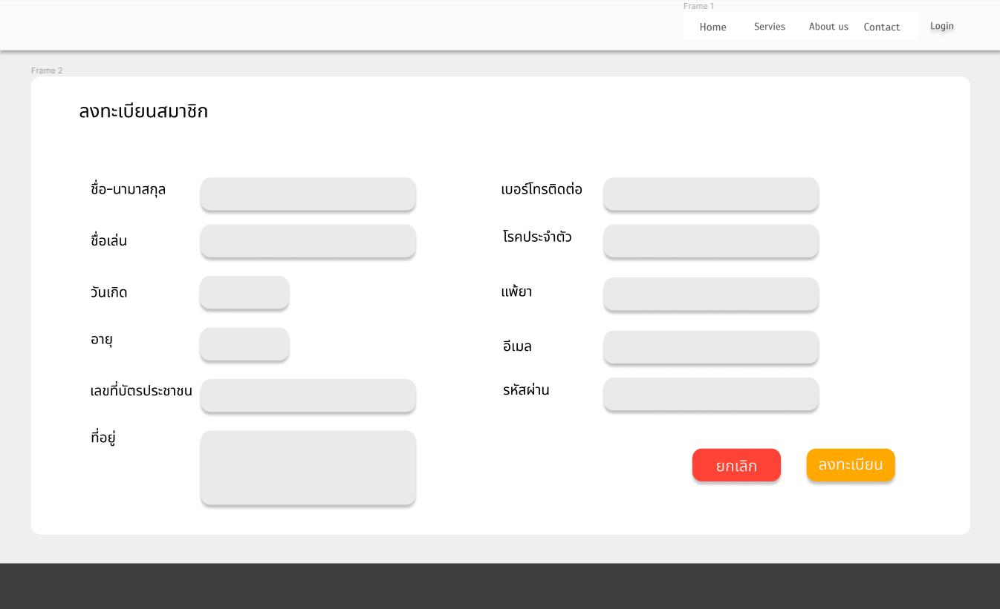 Frame 1
Home Servies About us Contact Login
Frame 2
ลงทะเบียนสมาชิก
ชื่อ-นามาสกุล
ชื่อเล่น
วันเกิด
อายุ
เลขที่บัตรประชาชน
ที่อยู่
เบอร์โทรติดต่อ
โรคประจำตัว
แพ้ยา
อีเมล
รหัสผ่าน
ยกเลิก ลงทะเบียน